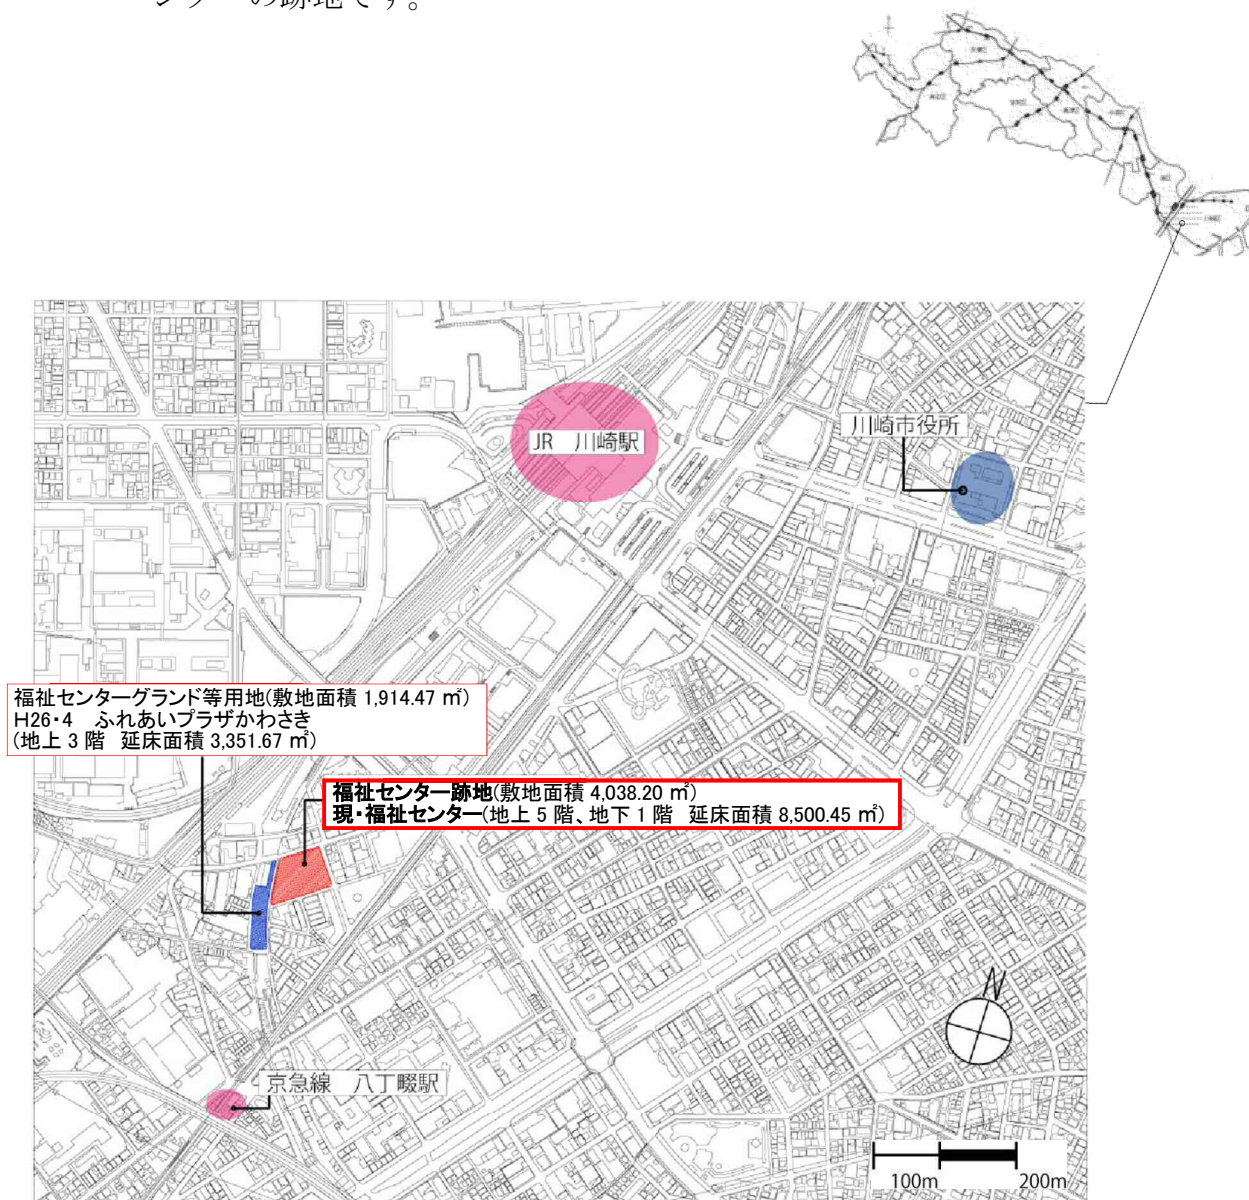 ンターの跡地です。
JR 川崎駅
川崎市役所
福祉センターグランド等用地(敷地面積 1,914.47 ㎡)
H26・4 ふれあいプラザかわさき
(地上 3 階 延床面積 3,351.67 ㎡)
福祉センター跡地(敷地面積 4,038.20 ㎡)
現・福祉センター(地上 5 階、地下 1 階 延床面積 8,500.45 ㎡)
N
京急線 八丁畷駅
100m 200m